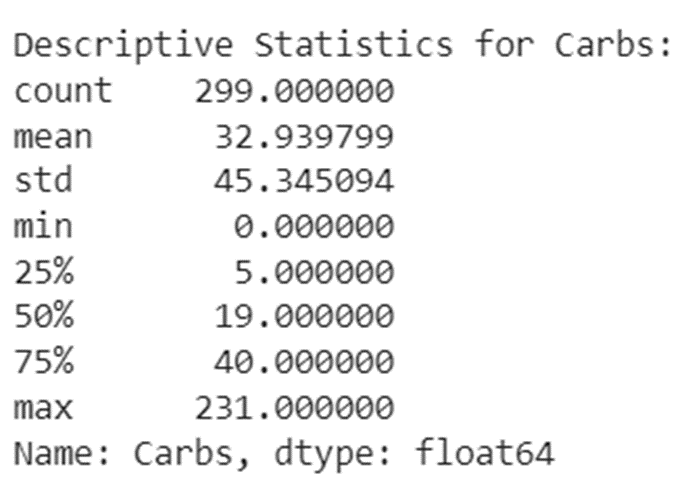 Descriptive Statistics for Carbs:
count    299.000000
mean      32.939799
std       45.345094
min        0.000000
25%        5.000000
50%       19.000000
75%       40.000000
max      231.000000
Name: Carbs, dtype: float64